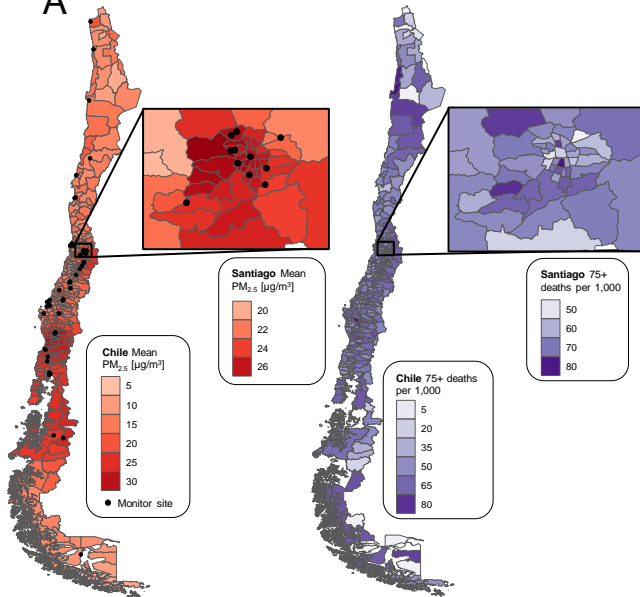 A
Santiago Mean
PM2.5 [µg/m³]
20
22
24
26
Chile Mean
PM2.5 [µg/m³]
5
10
15
20
25
30
Monitor site
Santiago 75+
deaths per 1,000
50
60
70
80
Chile 75+ deaths
per 1,000
5
20
35
50
65
80